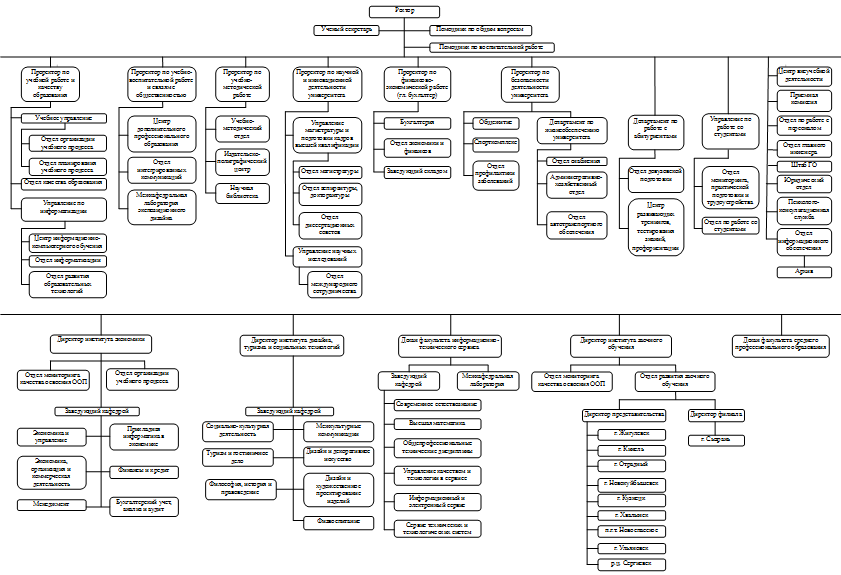 Ректор
Ученый секретарь
Помощник по общим вопросам
Помощник по воспитательной работе
Проректор по
учебной работе и
качеству
образования
Проректор по учебно-
воспитательной работе
и связям с
общественностью
Проректор по
учебно-
методической
работе
Проректор по научной
и инновационной
деятельности
университета
Проректор по
финансово-
экономической работе
(гл. бухгалтер)
Проректор по
безопасности
деятельности
университета
Учебное управление
Отдел организации
учебного процесса
Отдел планирования
учебного процесса
Отдел качества образования
Управление по
информатизации
Центр информационно-
компьютерного обучения
Отдел информатизации
Отдел развития
образовательных
технологий
Центр
дополнительного
профессионального
образования
Отдел
интегрированных
коммуникаций
Межкафедральная
лаборатория
экспозиционного
дизайна
Учебно-
методический
отдел
Издательско-
полиграфический
центр
Научная
библиотека
Управление
магистратуры и
подготовки кадров
высшей квалификации
Отдел магистратуры
Отдел аспирантуры,
докторантуры
Отдел
диссертационных
советов
Управление научных
исследований
Отдел
международного
сотрудничества
Бухгалтерия
Отдел экономики и
финансов
Заведующий складом
Общежитие
Спорткомплекс
Отдел
профилактики
заболеваний
Департамент по
жизнеобеспечению
университета
Отдел снабжения
Административно-
хозяйственный
отдел
Отдел
автотранспортного
обеспечения
Департамент по
работе с
абитуриентами
Отдел довузовской
подготовки
Центр
развивающих
тренингов,
тестирования
знаний,
профориентации
Управление по
работе со
студентами
Отдел
мониторинга,
практической
подготовки и
трудоустройства
Отдел по работе со
студентами
Центр внеучебной
деятельности
Приемная
комиссия
Отдел по работе с
персоналом
Отдел главного
инженера
Штаб ГО
Юридический
отдел
Психолого-
консультационная
служба
Отдел
информационного
обеспечения
Архив
Директор института экономики
Отдел мониторинга
качества освоения ООП
Отдел организации
учебного процесса
Заведующий кафедрой
Экономика и
управление
Прикладная
информатика в
экономике
Экономика,
организация и
коммерческая
деятельность
Финансы и кредит
Менеджмент
Бухгалтерский учет,
анализ и аудит
Директор института дизайна,
туризма и социальных технологий
Заведующий кафедрой
Социально-культурная
деятельность
Межкультурные
коммуникации
Туризм и гостиничное
дело
Дизайн и декоративное
искусство
Философия, история и
правоведение
Дизайн и
художественное
проектирование
изделий
Физвоспитание
Декан факультета информационно-
технического сервиса
Заведующий
кафедрой
Межкафедральная
лаборатория
Современное естествознание
Высшая математика
Общепрофессиональные
технические дисциплины
Управление качеством и
технологии в сервисе
Информационный и
электронный сервис
Сервис технических и
технологических систем
Директор института заочного
обучения
Отдел мониторинга
качества освоения ООП
Отдел развития заочного
обучения
Директор представительства
Директор филиала
г. Жигулевск
г. Сызрань
г. Кинель
г. Отрадный
г. Новокуйбышевск
г. Кузнецк
г. Хвалынск
п.г.т. Новоспасское
г. Ульяновск
р.ц. Сергиевск
Декан факультета среднего
профессионального образования